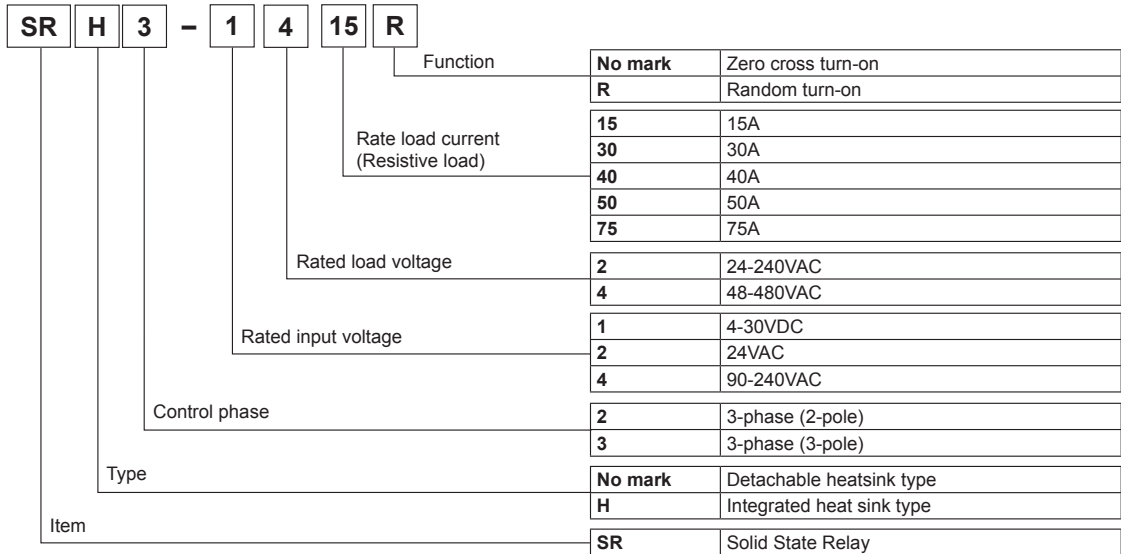 SR H 3 – 1 4 15 R
Function
No mark Zero cross turn-on
R Random turn-on
Rate load current
(Resistive load)
15 15A
30 30A
40 40A
50 50A
75 75A
Rated load voltage
2 24-240VAC
4 48-480VAC
Rated input voltage
1 4-30VDC
2 24VAC
4 90-240VAC
Control phase
2 3-phase (2-pole)
3 3-phase (3-pole)
Type
No mark Detachable heatsink type
H Integrated heat sink type
Item
SR Solid State Relay